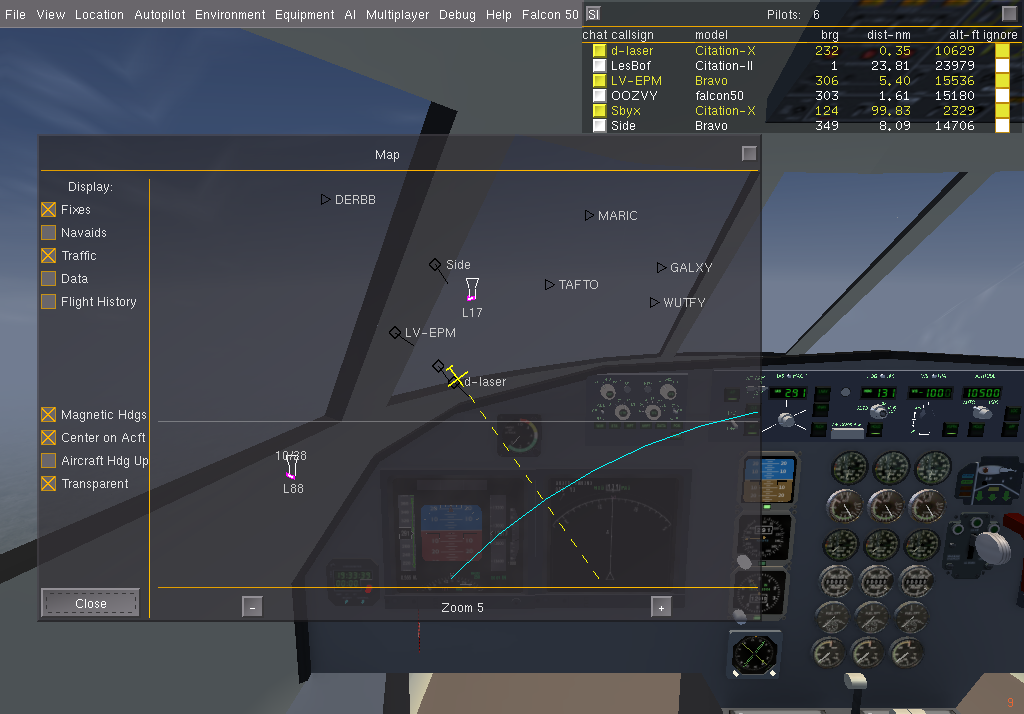 File View Location Autopilot Environment Equipment AI Multiplayer Debug Help Falcon 50
SI Pilots: 6
chat callsign model brg dist-nm alt-ft ignore
d-laser Citation-X 232 0.35 10629
LesBof Citation-II 1 23.81 23979
LV-EPM Bravo 306 5.40 15536
OOZVY falcon50 303 1.61 15180
Sbyx Citation-X 124 99.83 2329
Side Bravo 349 8.09 14706
Map
Display:
Fixes
Navaids
Traffic
Data
Flight History
Magnetic Hdgs
Center on Acft
Aircraft Hdg Up
Transparent
Close
DERBB
MARIC
Side
GALXY
TAFTO
WUTFY
L17
LV-EPM
d-laser
10/28
L88
- Zoom 5 +
291 131 -1000 10500
9